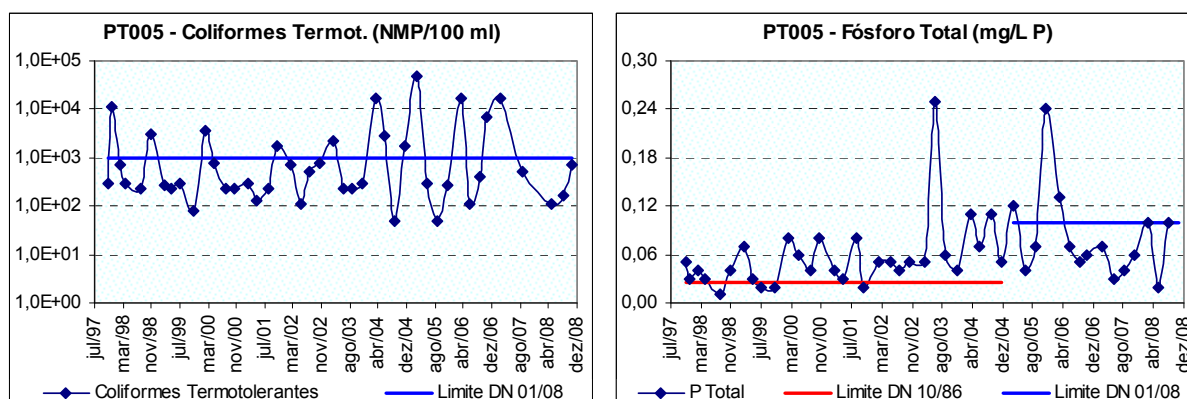 PT005 - Coliformes Termot. (NMP/100 ml)
1,0E+05
1,0E+04
1,0E+03
1,0E+02
1,0E+01
1,0E+00
jul/97
mar/98
nov/98
jul/99
mar/00
nov/00
jul/01
mar/02
nov/02
ago/03
abr/04
dez/04
ago/05
abr/06
dez/06
ago/07
abr/08
dez/08
Coliformes Termotolerantes Limite DN 01/08
PT005 - Fósforo Total (mg/L P)
0,30
0,24
0,18
0,12
0,06
0,00
jul/97
mar/98
nov/98
jul/99
mar/00
nov/00
jul/01
mar/02
nov/02
ago/03
abr/04
dez/04
ago/05
abr/06
dez/06
ago/07
abr/08
dez/08
P Total Limite DN 10/86 Limite DN 01/08